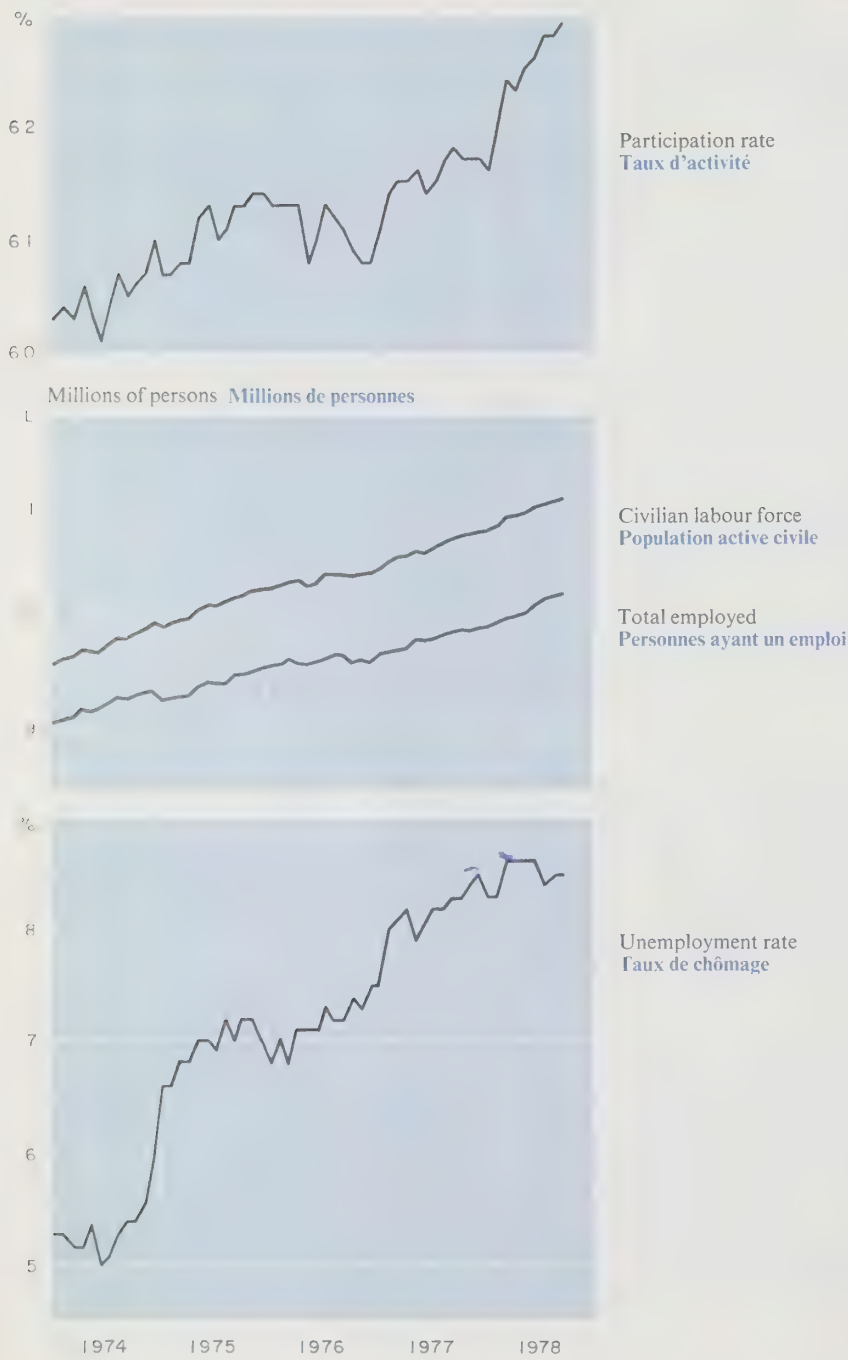 %
62
Participation rate
Taux d'activité
61
60
Millions of persons Millions de personnes
Civilian labour force
Population active civile
Total employed
Personnes ayant un emploi
%
8
Unemployment rate
Taux de chômage
7
6
5
1974 1975 1976 1977 1978